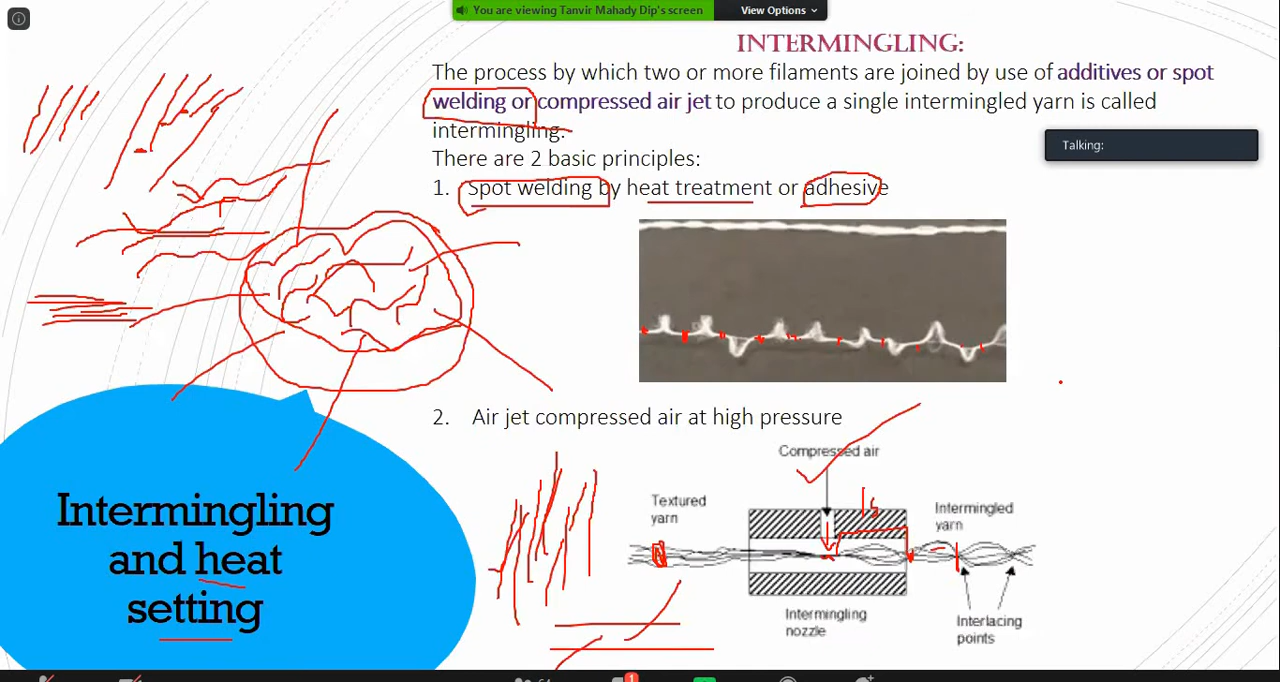 You are viewing Tanvir Mahady Dip's screen
View Options
INTERMINGLING:
The process by which two or more filaments are joined by use of additives or spot
welding or compressed air jet to produce a single intermingled yarn is called
intermingling.
There are 2 basic principles:
Talking:
1. Spot welding by heat treatment or adhesive
2. Air jet compressed air at high pressure
Compressed air
Textured
yarn
1s
Intermingled
yarn
Intermingling
nozzle
Interlacing
points
Intermingling
and heat
setting
1